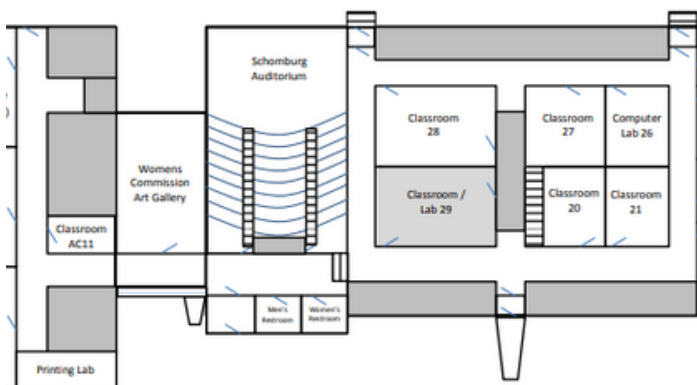 Schomburg
Auditorium
Classroom
28
Classroom
27
Computer
Lab 26
Womens
Commission
Art Gallery
Classroom /
Lab 29
Classroom
20
Classroom
21
Classroom
AC11
Men's
Restroom
Women's
Restroom
Printing Lab